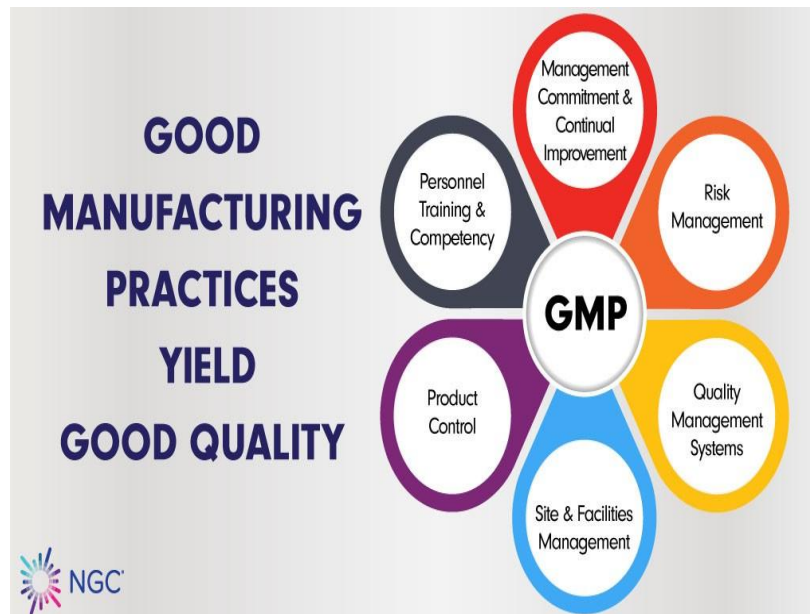 GOOD
MANUFACTURING
PRACTICES
YIELD
GOOD QUALITY
Management
Commitment &
Continual
Improvement
Risk
Management
Quality
Management
Systems
Site & Facilities
Management
Product
Control
Personnel
Training &
Competency
GMP
NGC